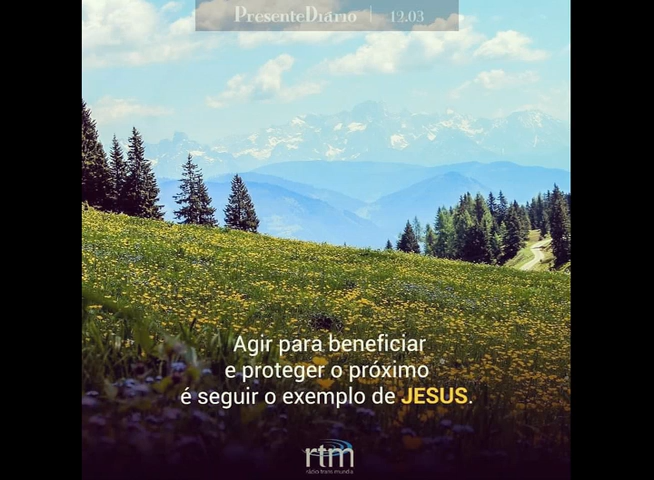 PresenteDiário | 12.03
Agir para beneficiar
e proteger o próximo
é seguir o exemplo de JESUS.
rtm
rádio trans mundial